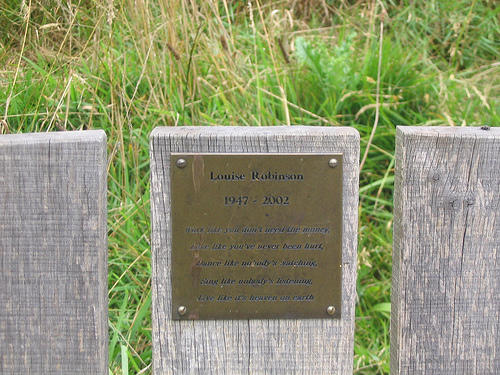 Louise Robinson
1947 - 2002
Work like you don't need the money,
Love like you've never been hurt,
Dance like nobody's watching,
Sing like nobody's listening,
Live like it's heaven on earth